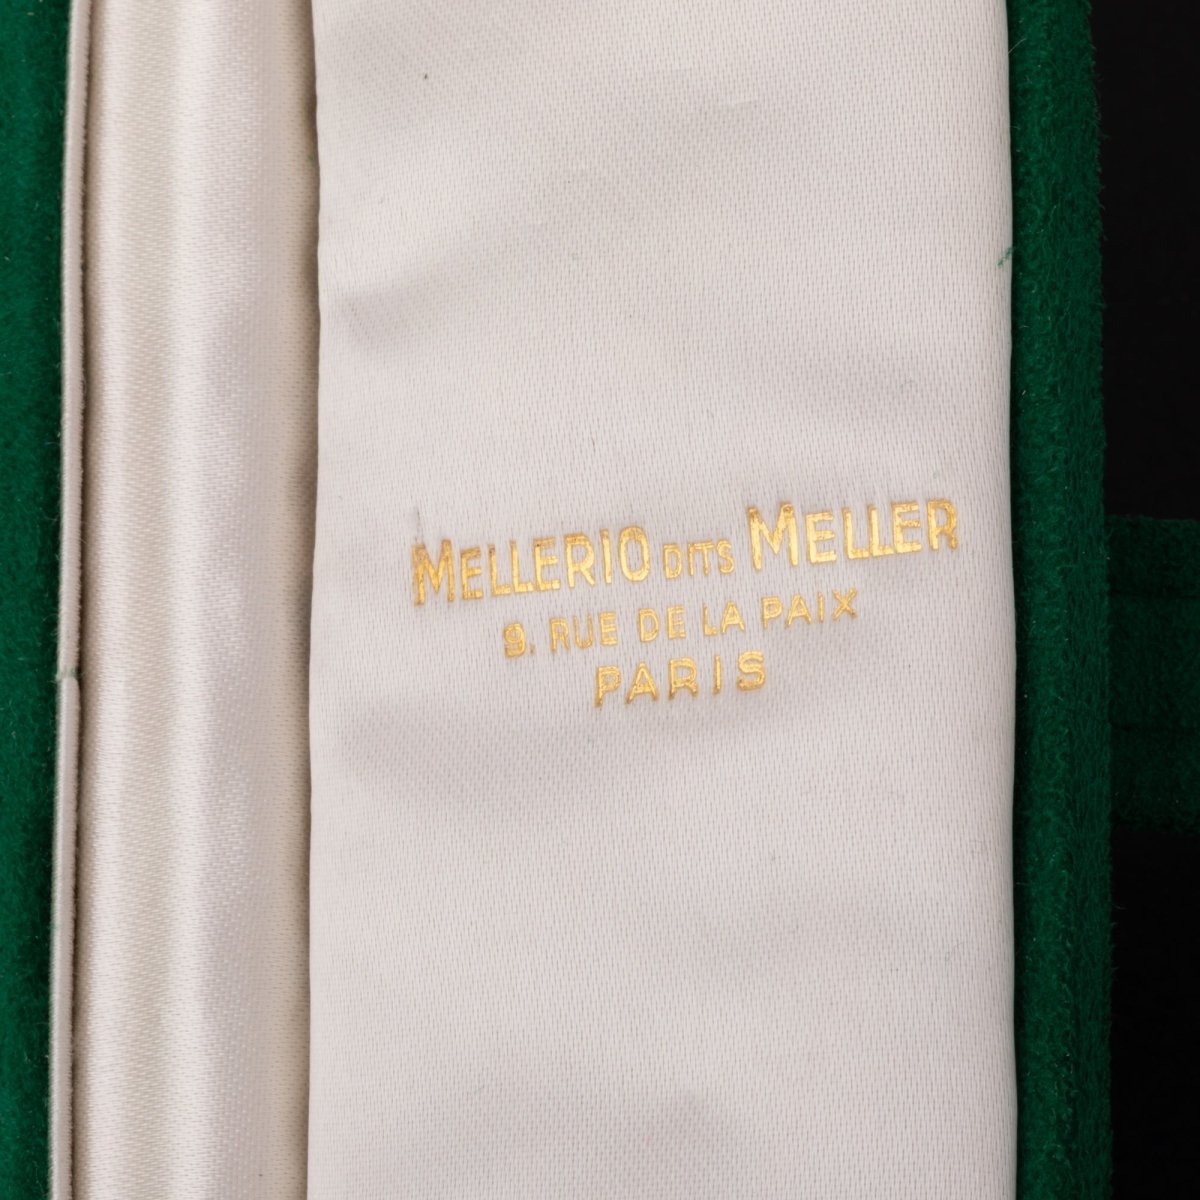 MELLERIO DITS MELLER
9. RUE DE LA PAIX
PARIS